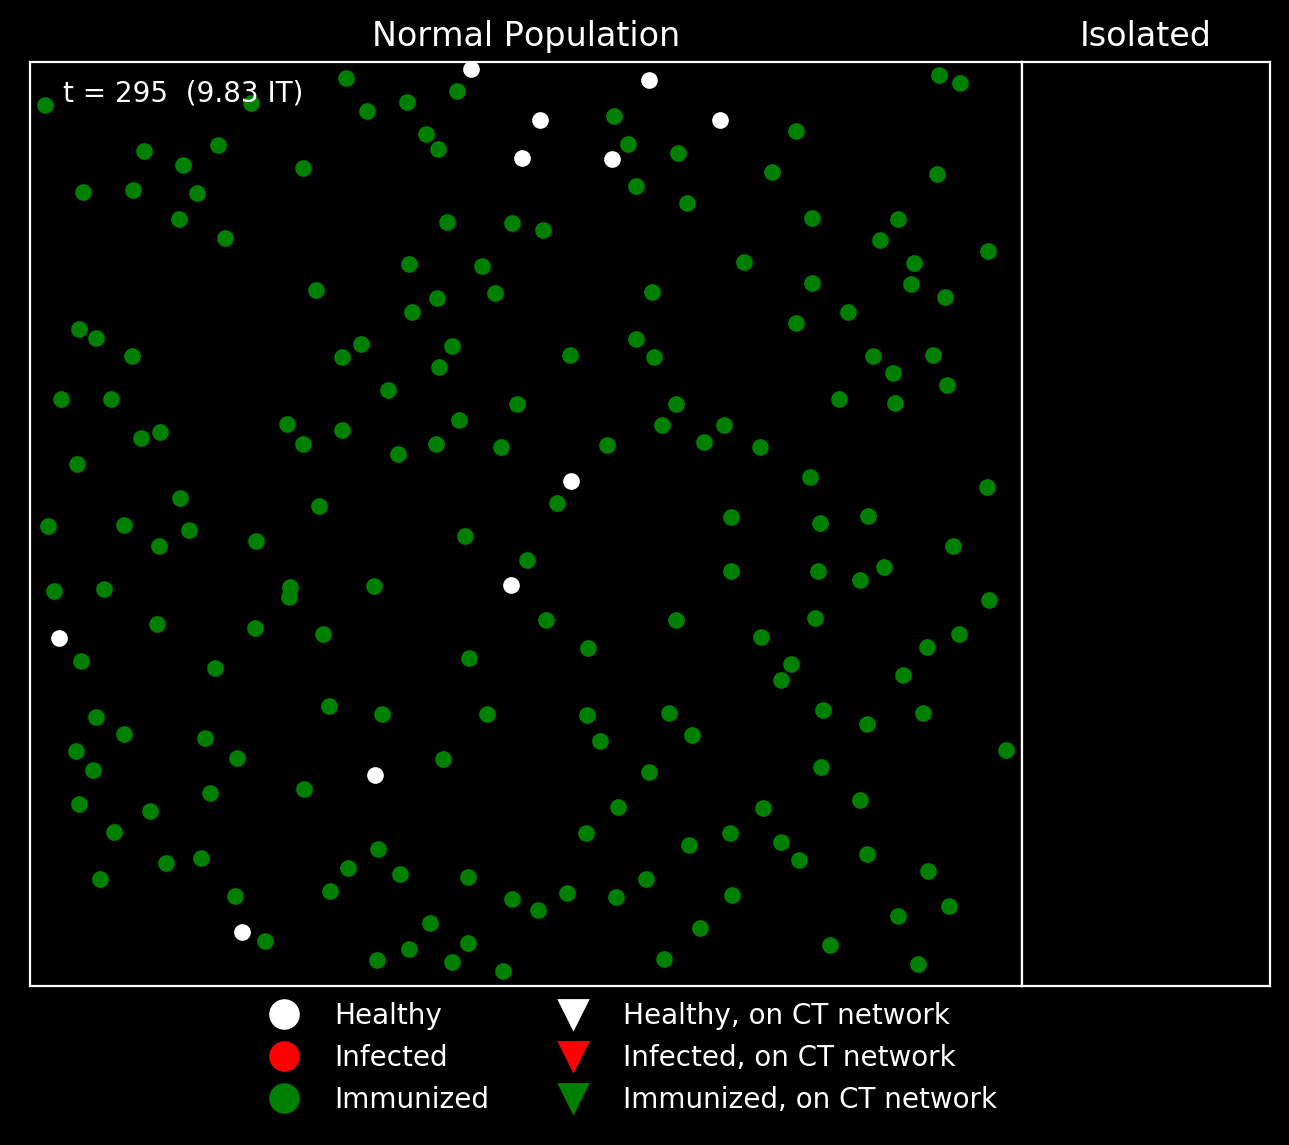 Normal Population
Isolated
t = 295  (9.83 IT)
Healthy
Infected
Immunized
Healthy, on CT network
Infected, on CT network
Immunized, on CT network